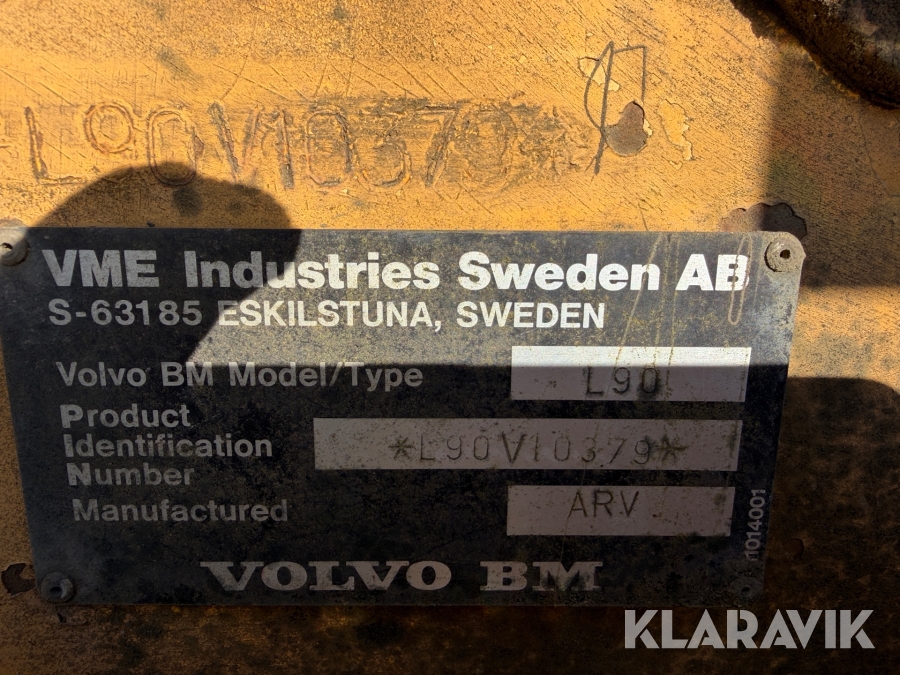 L90V10379
VME Industries Sweden AB
S-63185 ESKILSTUNA, SWEDEN
Volvo BM Model/Type L90
Product
Identification *L90V10379*
Number
Manufactured ARV
1014001
VOLVO BM
KLARAVIK